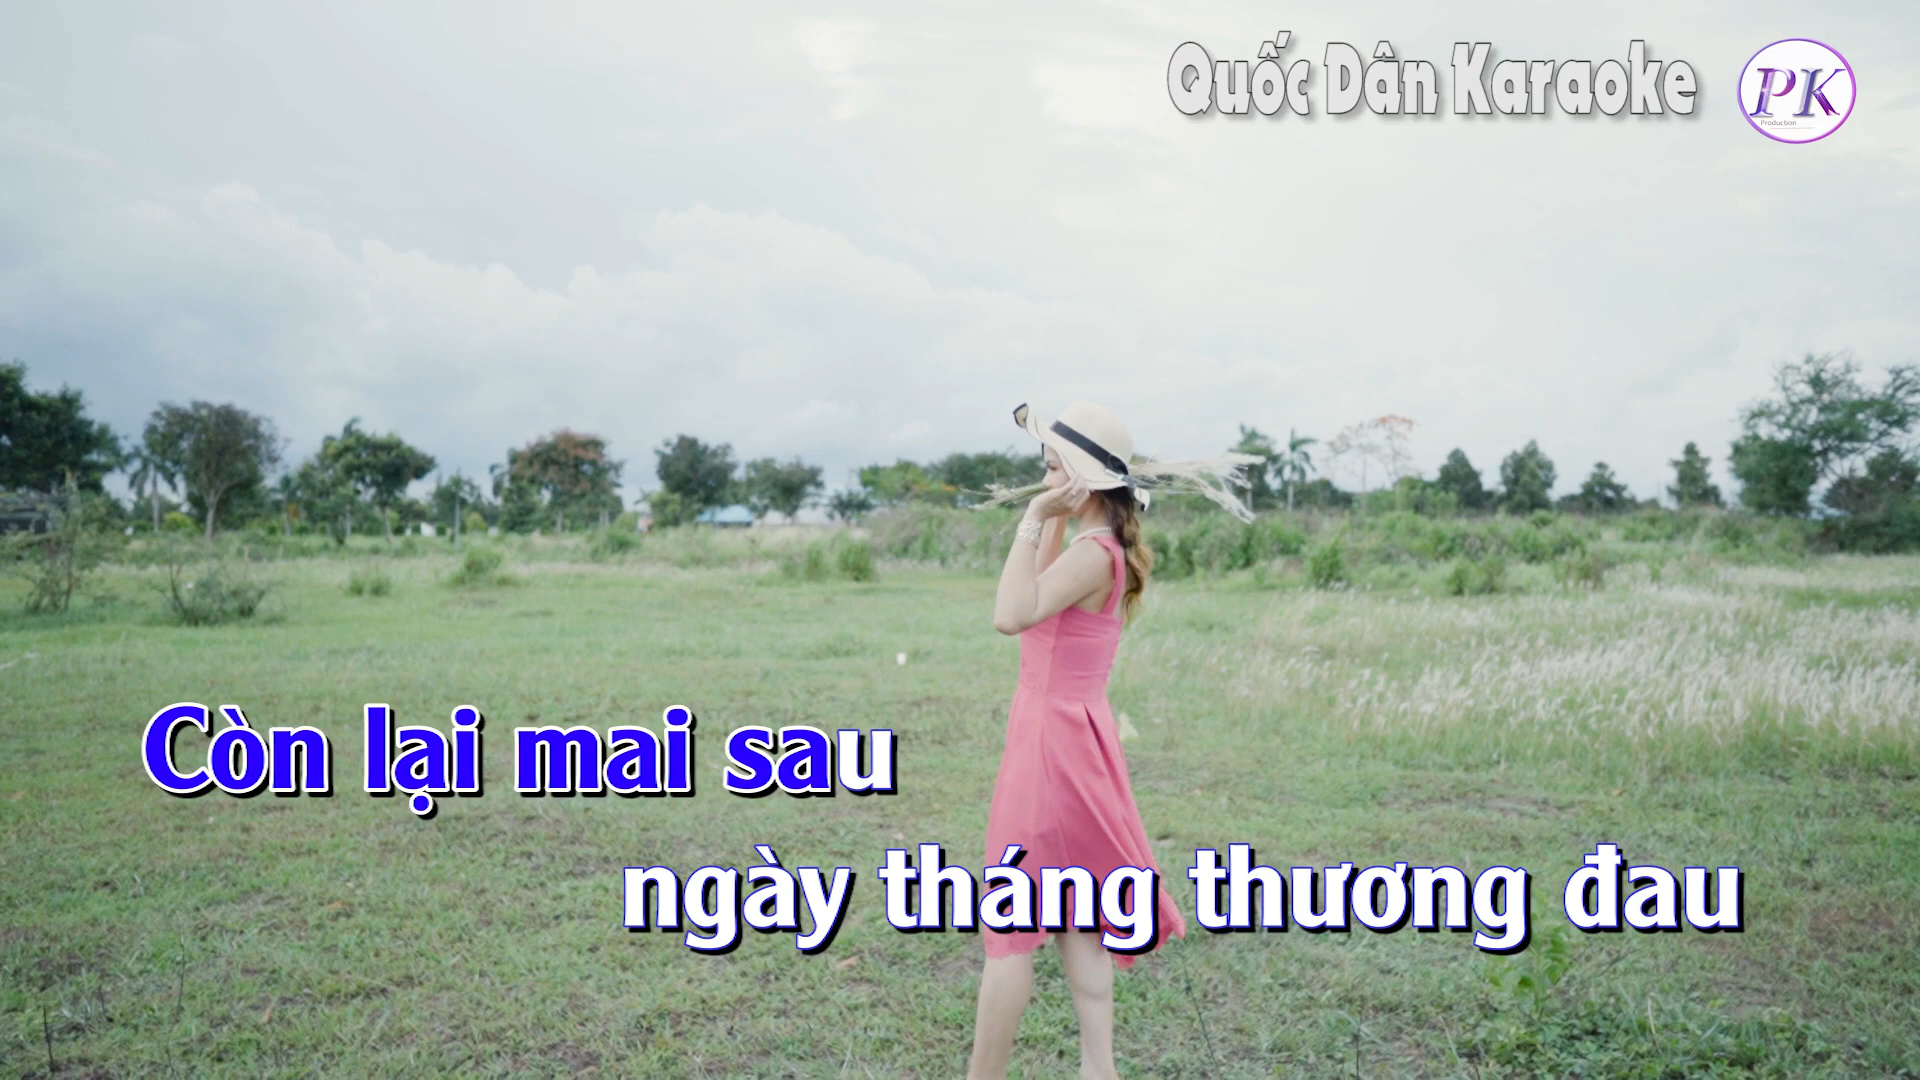 Quốc Dân Karaoke
PK
Production
Còn lại mai sau
ngày tháng thương đau